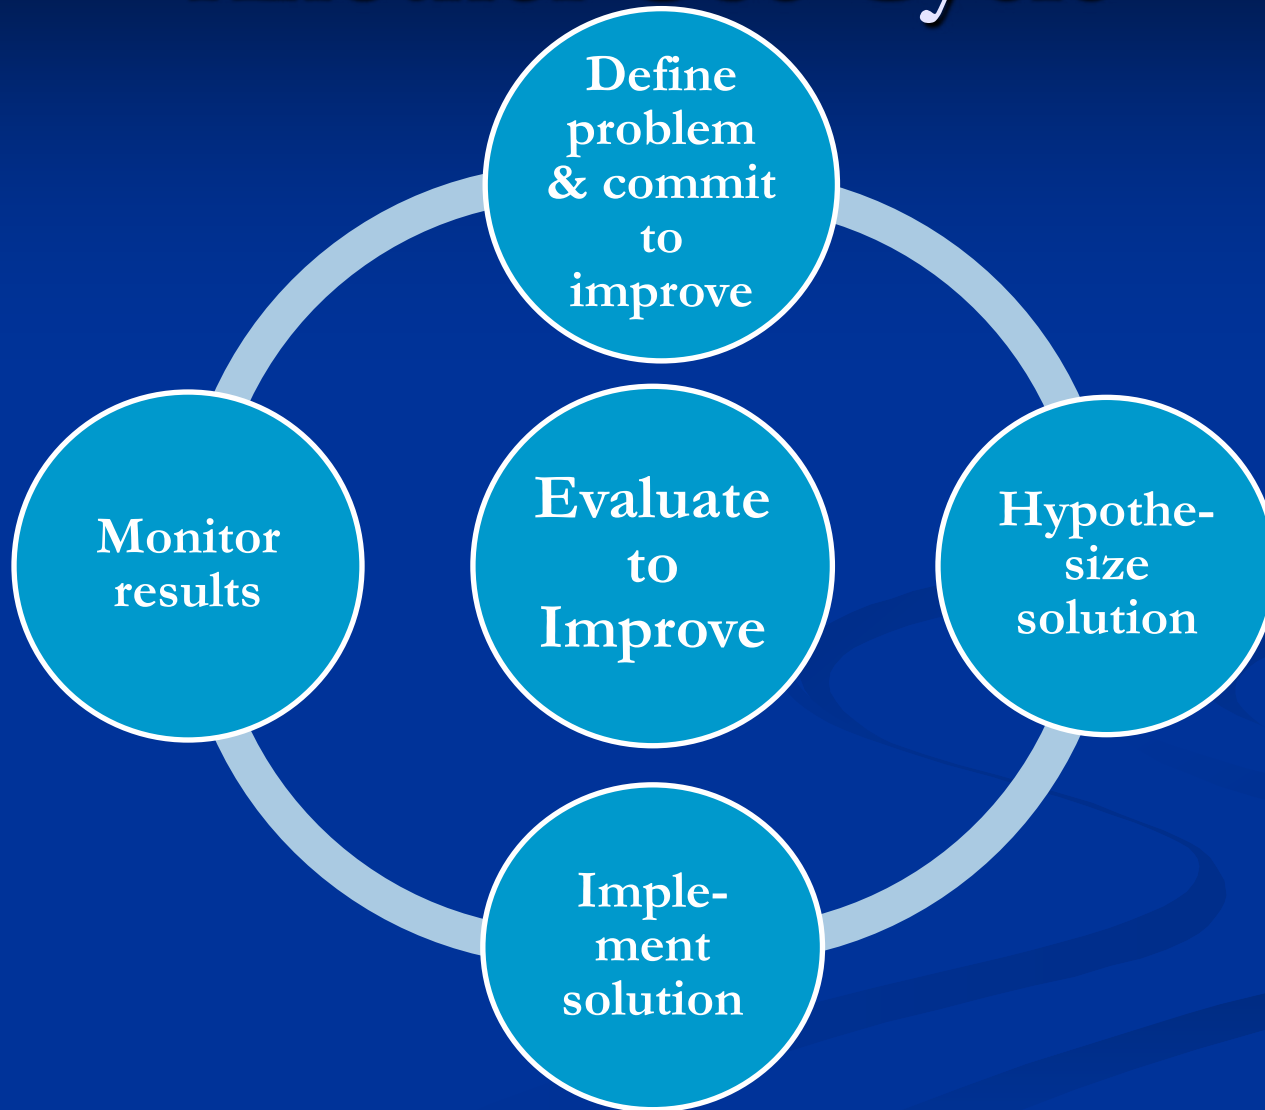 Define
problem
& commit
to
improve
Evaluate
to
Improve
Hypothe-
size
solution
Monitor
results
Imple-
ment
solution